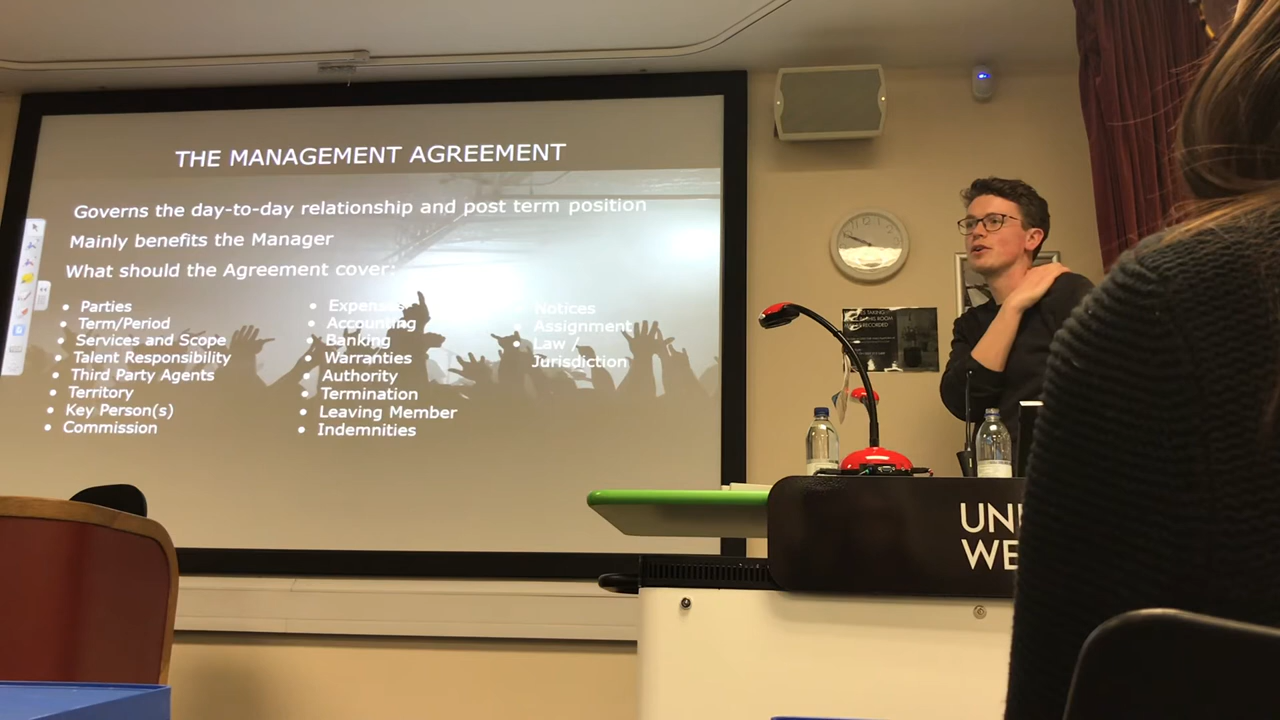 THE MANAGEMENT AGREEMENT
Governs the day-to-day relationship and post term position
Mainly benefits the Manager
What should the Agreement cover:
• Parties
• Term/Period
• Services and Scope
• Talent Responsibility
• Third Party Agents
• Territory
• Key Person(s)
• Commission
• Expenses
• Accounting
• Banking
• Warranties
• Authority
• Termination
• Leaving Member
• Indemnities
• Notices
• Assignment
• Law /
Jurisdiction
ROOM
RECORDED
UNI
WE